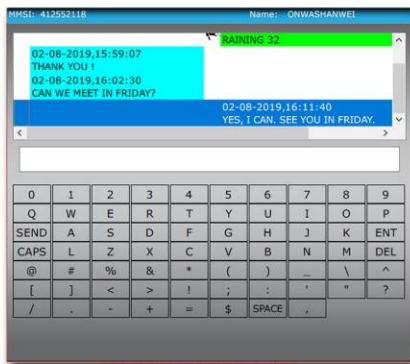 MMSI: 412552118 Name: ONWASHANWEI
RAINING 32
02-08-2019,15:59:07
THANK YOU !
02-08-2019,16:02:30
CAN WE MEET IN FRIDAY?
02-08-2019,16:11:40
YES, I CAN. SEE YOU IN FRIDAY.
0 1 2 3 4 5 6 7 8 9
Q W E R T Y U I O P
SEND A S D F G H J K ENT
CAPS L Z X C V B N M DEL
@ # % & * ( ) _ \ ^
[ ] < > ! ; : ' " ?
/ . - + = $ SPACE ,